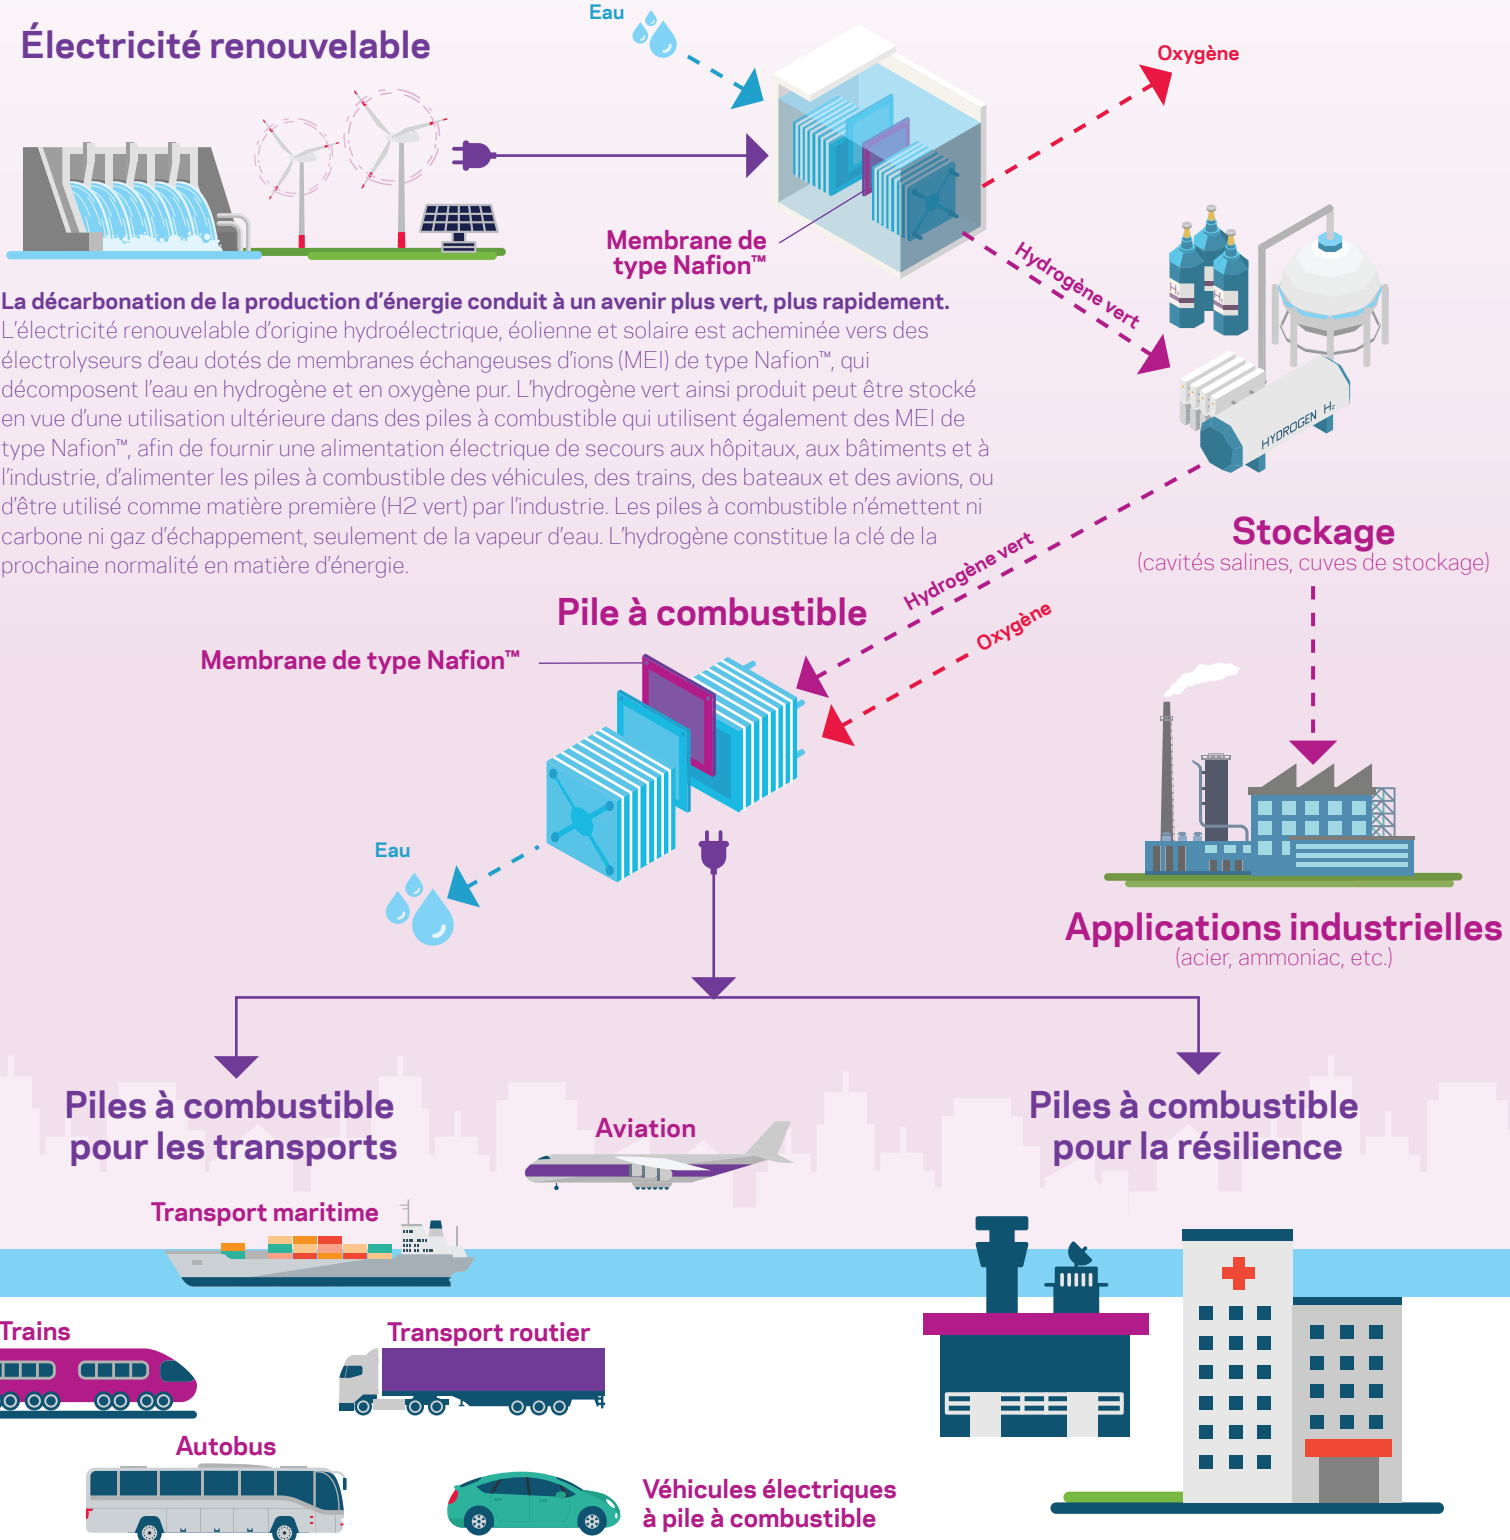 Électricité renouvelable
Eau
Oxygène
Membrane de
type Nafion™
Hydrogène vert
La décarbonation de la production d’énergie conduit à un avenir plus vert, plus rapidement.
L’électricité renouvelable d’origine hydroélectrique, éolienne et solaire est acheminée vers des
électrolyseurs d’eau dotés de membranes échangeuses d’ions (MEI) de type Nafion™, qui
décomposent l’eau en hydrogène et en oxygène pur. L’hydrogène vert ainsi produit peut être stocké
en vue d’une utilisation ultérieure dans des piles à combustible qui utilisent également des MEI de
type Nafion™, afin de fournir une alimentation électrique de secours aux hôpitaux, aux bâtiments et à
l’industrie, d’alimenter les piles à combustible des véhicules, des trains, des bateaux et des avions, ou
d’être utilisé comme matière première (H2 vert) par l’industrie. Les piles à combustible n’émettent ni
carbone ni gaz d’échappement, seulement de la vapeur d’eau. L’hydrogène constitue la clé de la
prochaine normalité en matière d’énergie.
H₂
H₂
HYDROGEN H₂
Stockage
(cavités salines, cuves de stockage)
Hydrogène vert
Oxygène
Pile à combustible
Membrane de type Nafion™
Eau
Applications industrielles
(acier, ammoniac, etc.)
Piles à combustible
pour les transports
Aviation
Piles à combustible
pour la résilience
Transport maritime
Trains
Transport routier
Autobus
Véhicules électriques
à pile à combustible